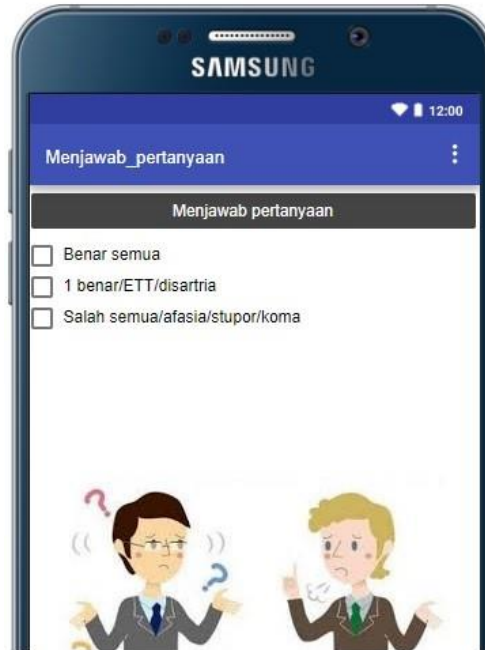 SAMSUNG
12:00
Menjawab_pertanyaan
Menjawab pertanyaan
Benar semua
1 benar/ETT/disartria
Salah semua/afasia/stupor/koma
? 
?
?